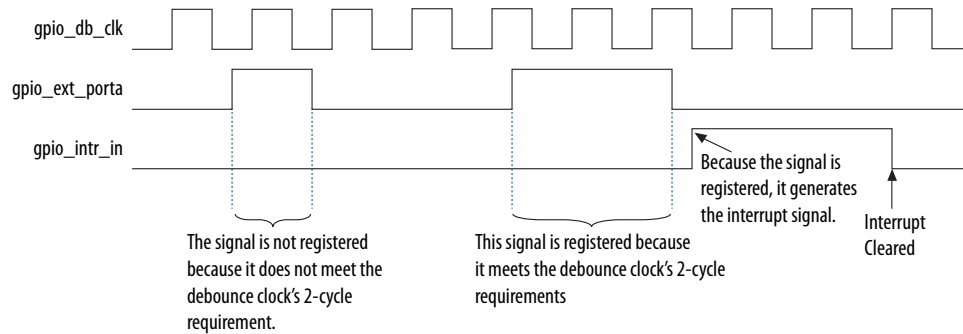 gpio_db_clk
gpio_ext_porta
gpio_intr_in
Because the signal is
registered, it generates
the interrupt signal.
Interrupt
Cleared
The signal is not registered
because it does not meet the
debounce clock's 2-cycle
requirement.
This signal is registered because
it meets the debounce clock's 2-cycle
requirements